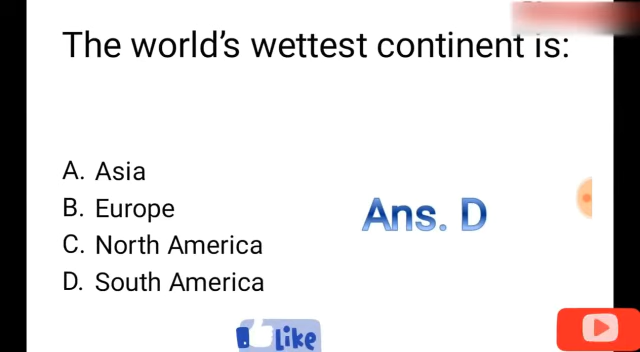 The world's wettest continent is:
A. Asia
B. Europe
Ans. D
C. North America
D. South America
Like